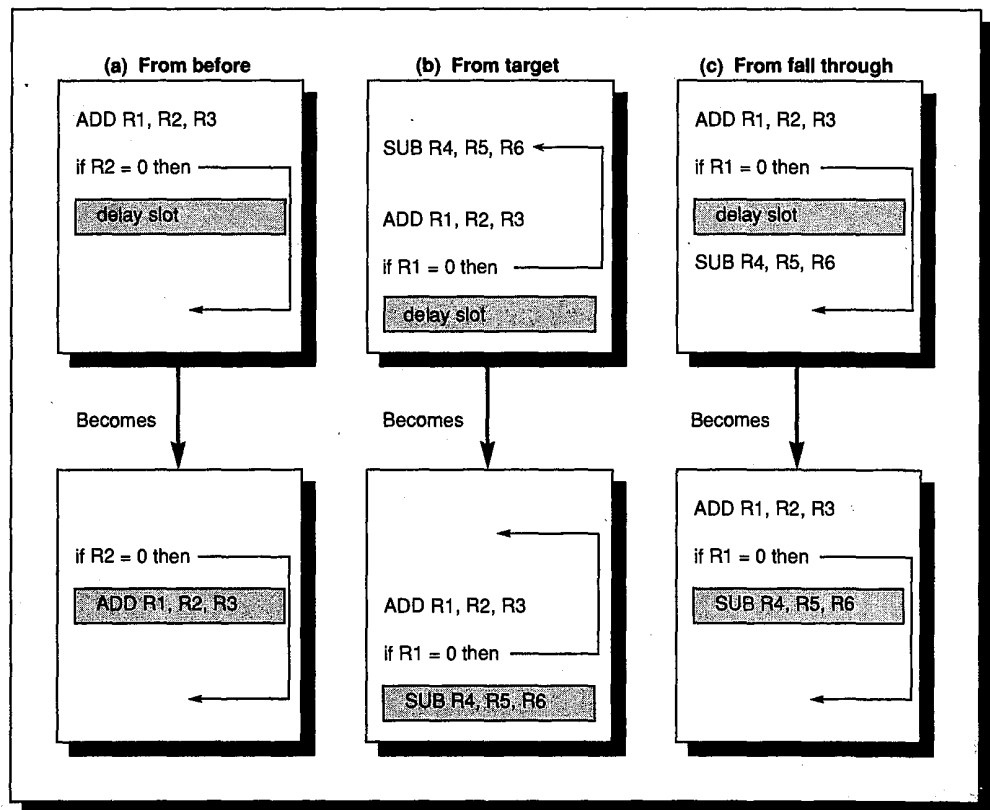 (a) From before
ADD R1, R2, R3
if R2 = 0 then
delay slot
Becomes
if R2 = 0 then
ADD R1, R2, R3
(b) From target
SUB R4, R5, R6
ADD R1, R2, R3
if R1 = 0 then
delay slot
Becomes
ADD R1, R2, R3
if R1 = 0 then
SUB R4, R5, R6
(c) From fall through
ADD R1, R2, R3
if R1 = 0 then
delay slot
SUB R4, R5, R6
Becomes
ADD R1, R2, R3
if R1 = 0 then
SUB R4, R5, R6